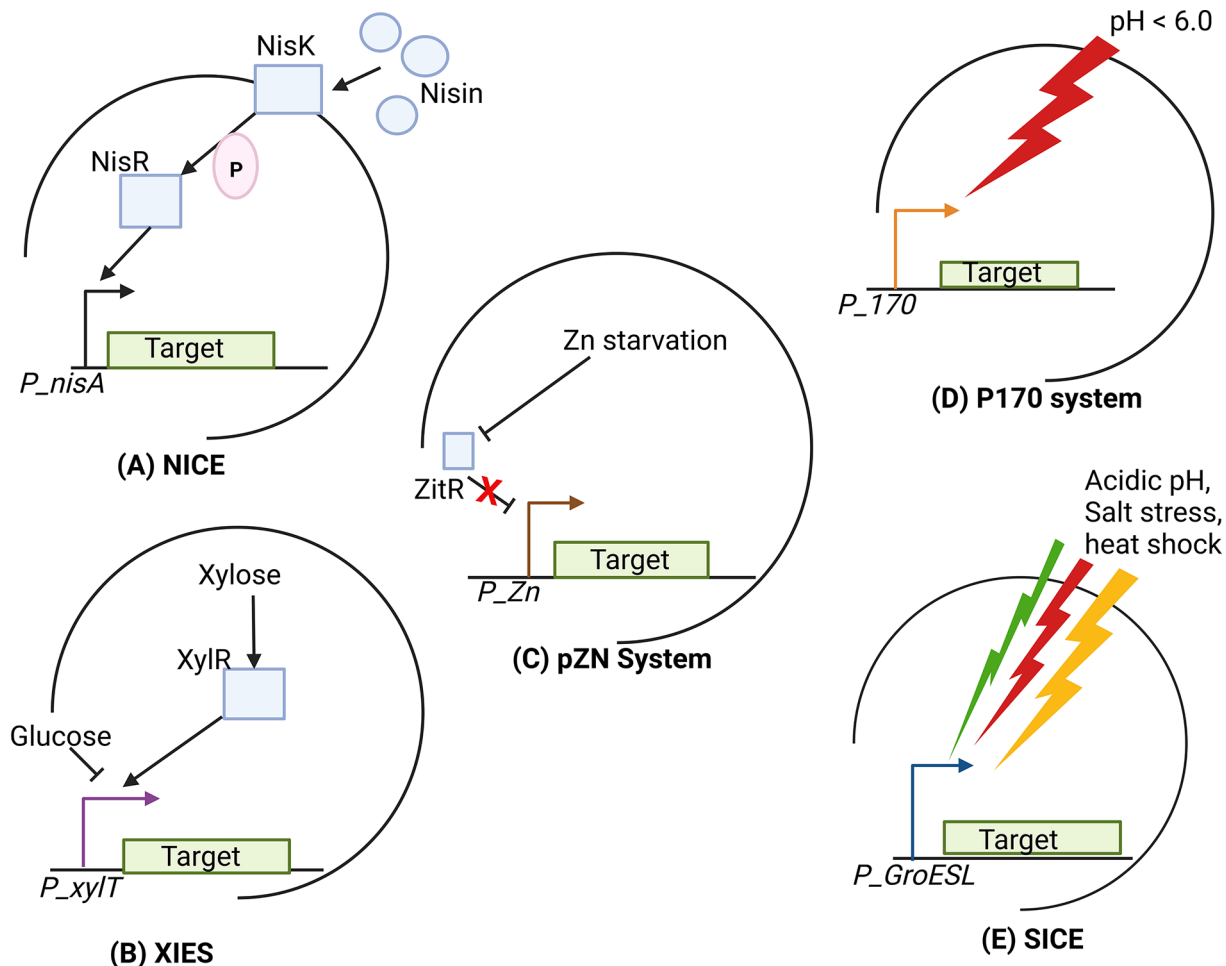 NisK
Nisin
NisR
P
Target
P_nisA
(A) NICE
Xylose
XylR
Glucose
Target
P_xylT
(B) XIES
Zn starvation
ZitR
X
Target
P_Zn
(C) pZN System
pH < 6.0
Target
P_170
(D) P170 system
Acidic pH,
Salt stress,
heat shock
Target
P_GroESL
(E) SICE